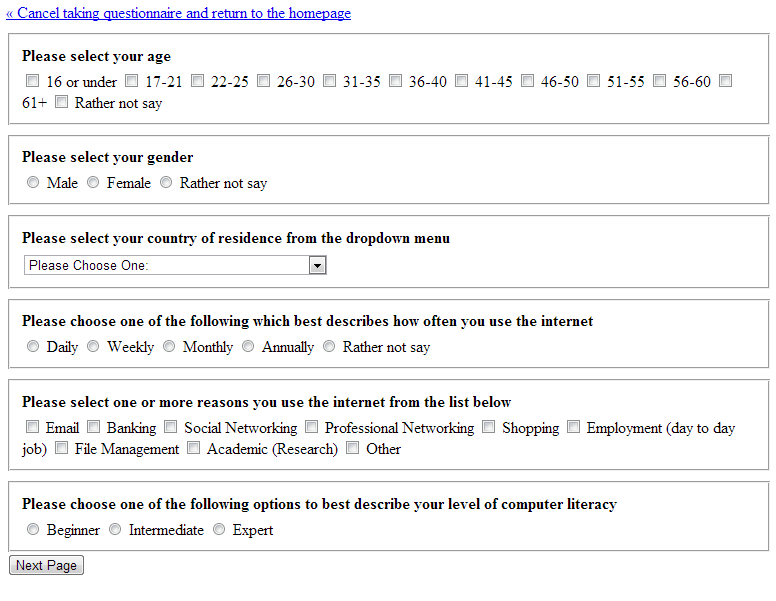 « Cancel taking questionnaire and return to the homepage
Please select your age
16 or under 17-21 22-25 26-30 31-35 36-40 41-45 46-50 51-55 56-60
61+ Rather not say
Please select your gender
Male Female Rather not say
Please select your country of residence from the dropdown menu
Please Choose One:
Please choose one of the following which best describes how often you use the internet
Daily Weekly Monthly Annually Rather not say
Please select one or more reasons you use the internet from the list below
Email Banking Social Networking Professional Networking Shopping Employment (day to day
job) File Management Academic (Research) Other
Please choose one of the following options to best describe your level of computer literacy
Beginner Intermediate Expert
Next Page